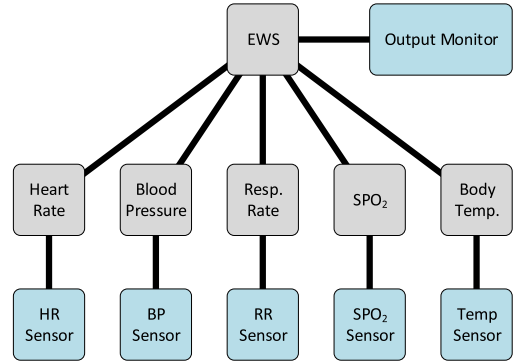 EWS
Output Monitor
Heart
Rate
Blood
Pressure
Resp.
Rate
SPO₂
Body
Temp.
HR
Sensor
BP
Sensor
RR
Sensor
SPO₂
Sensor
Temp
Sensor